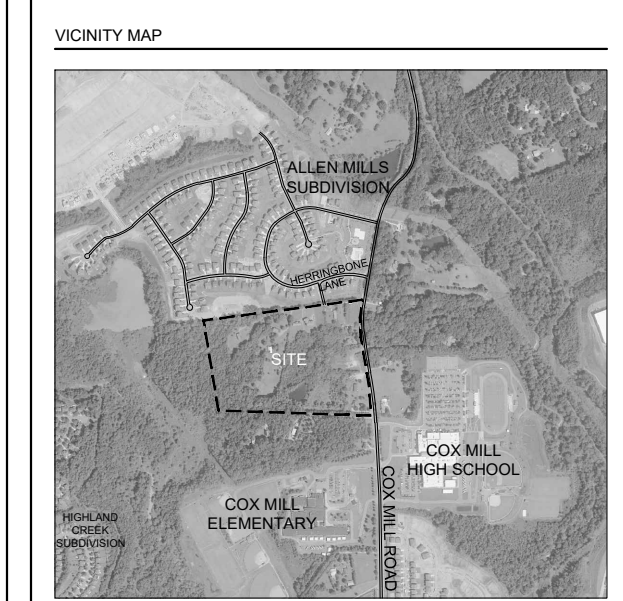 VICINITY MAP
ALLEN MILLS
SUBDIVISION
HERRINGBONE
LANE
SITE
COX MILL
HIGH SCHOOL
COX MILL ROAD
COX MILL
ELEMENTARY
HIGHLAND
CREEK
SUBDIVISION